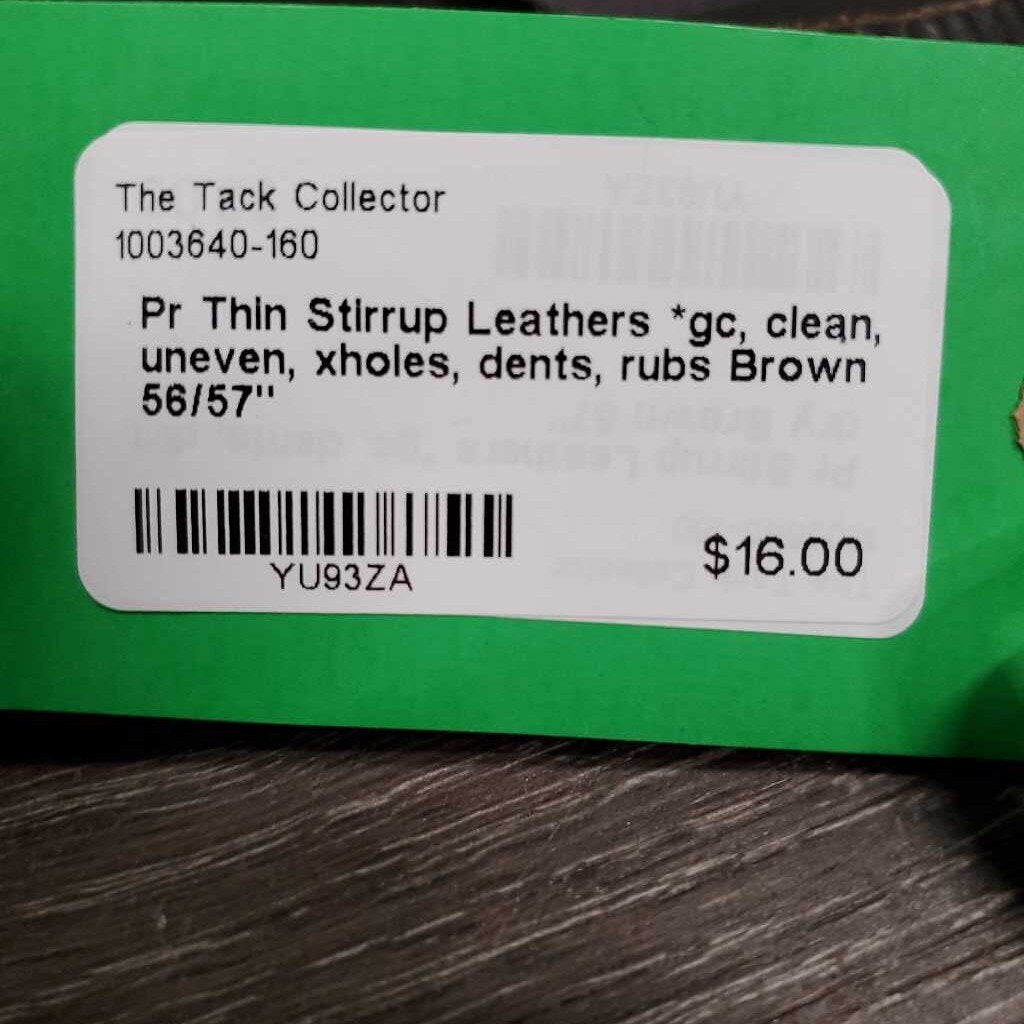 The Tack Collector
1003640-160
Pr Thin Stirrup Leathers *gc, clean,
uneven, xholes, dents, rubs Brown
56/57"
YU93ZA
$16.00